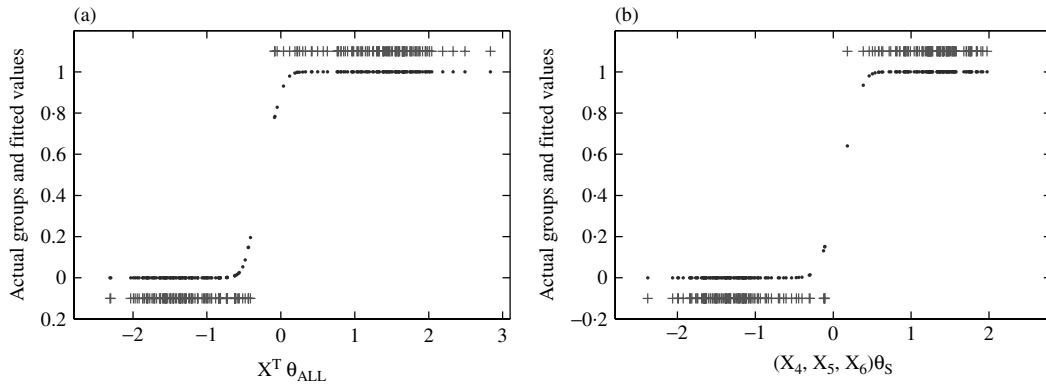 (a)
Actual groups and fitted values
1
0·8
0·6
0·4
0·2
0
0.2
−2 −1 0 1 2 3
X^T θ_ALL
(b)
Actual groups and fitted values
1
0·8
0·6
0·4
0·2
0
−0·2
−2 −1 0 1 2
(X_4, X_5, X_6)θ_S